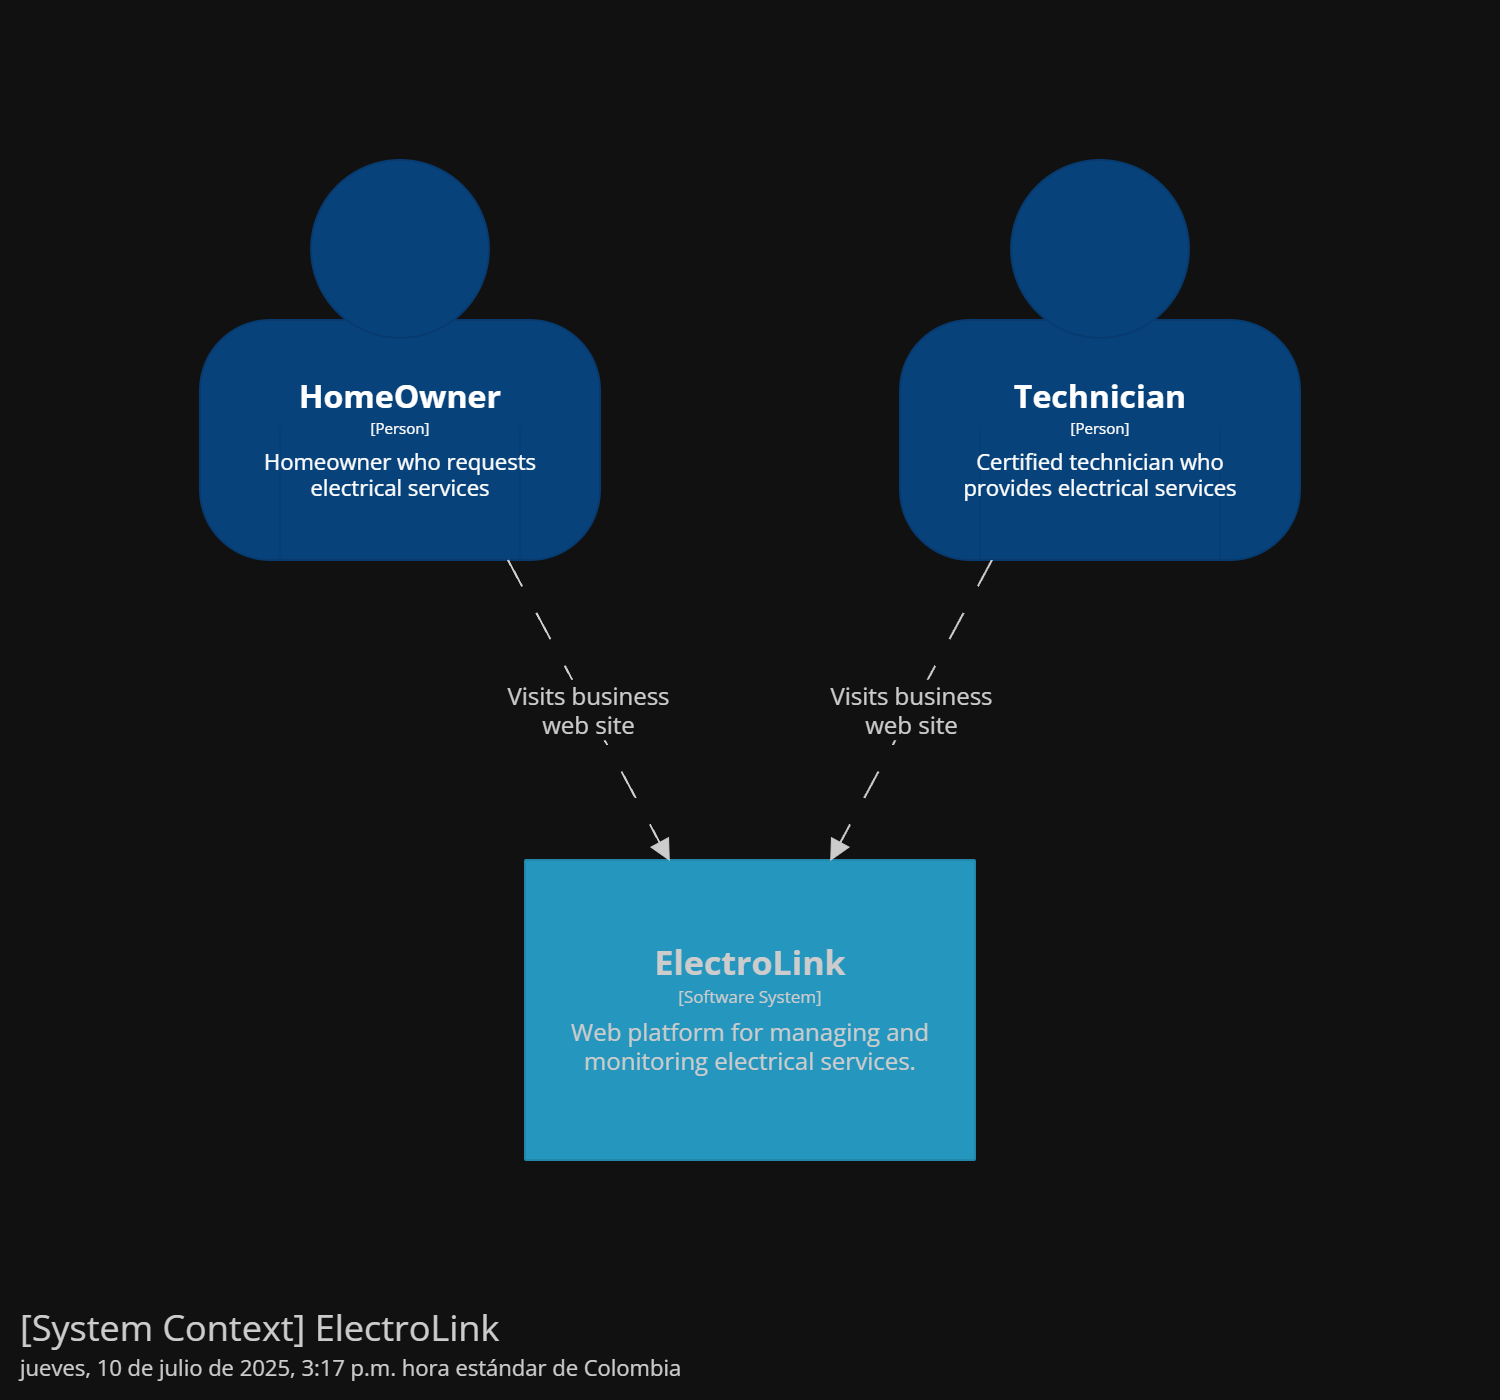 HomeOwner
[Person]
Homeowner who requests
electrical services
Technician
[Person]
Certified technician who
provides electrical services
Visits business
web site
Visits business
web site
ElectroLink
[Software System]
Web platform for managing and
monitoring electrical services.
[System Context] ElectroLink
jueves, 10 de julio de 2025, 3:17 p.m. hora estándar de Colombia